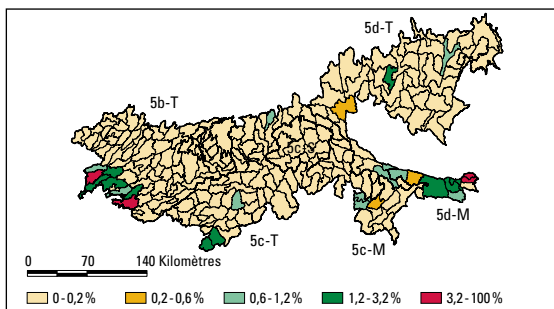 5d-T
5b-T
5c-S
5d-M
5c-M
5c-T
0 70 140 Kilomètres
0-0,2% 0,2-0,6% 0,6-1,2% 1,2-3,2% 3,2-100%